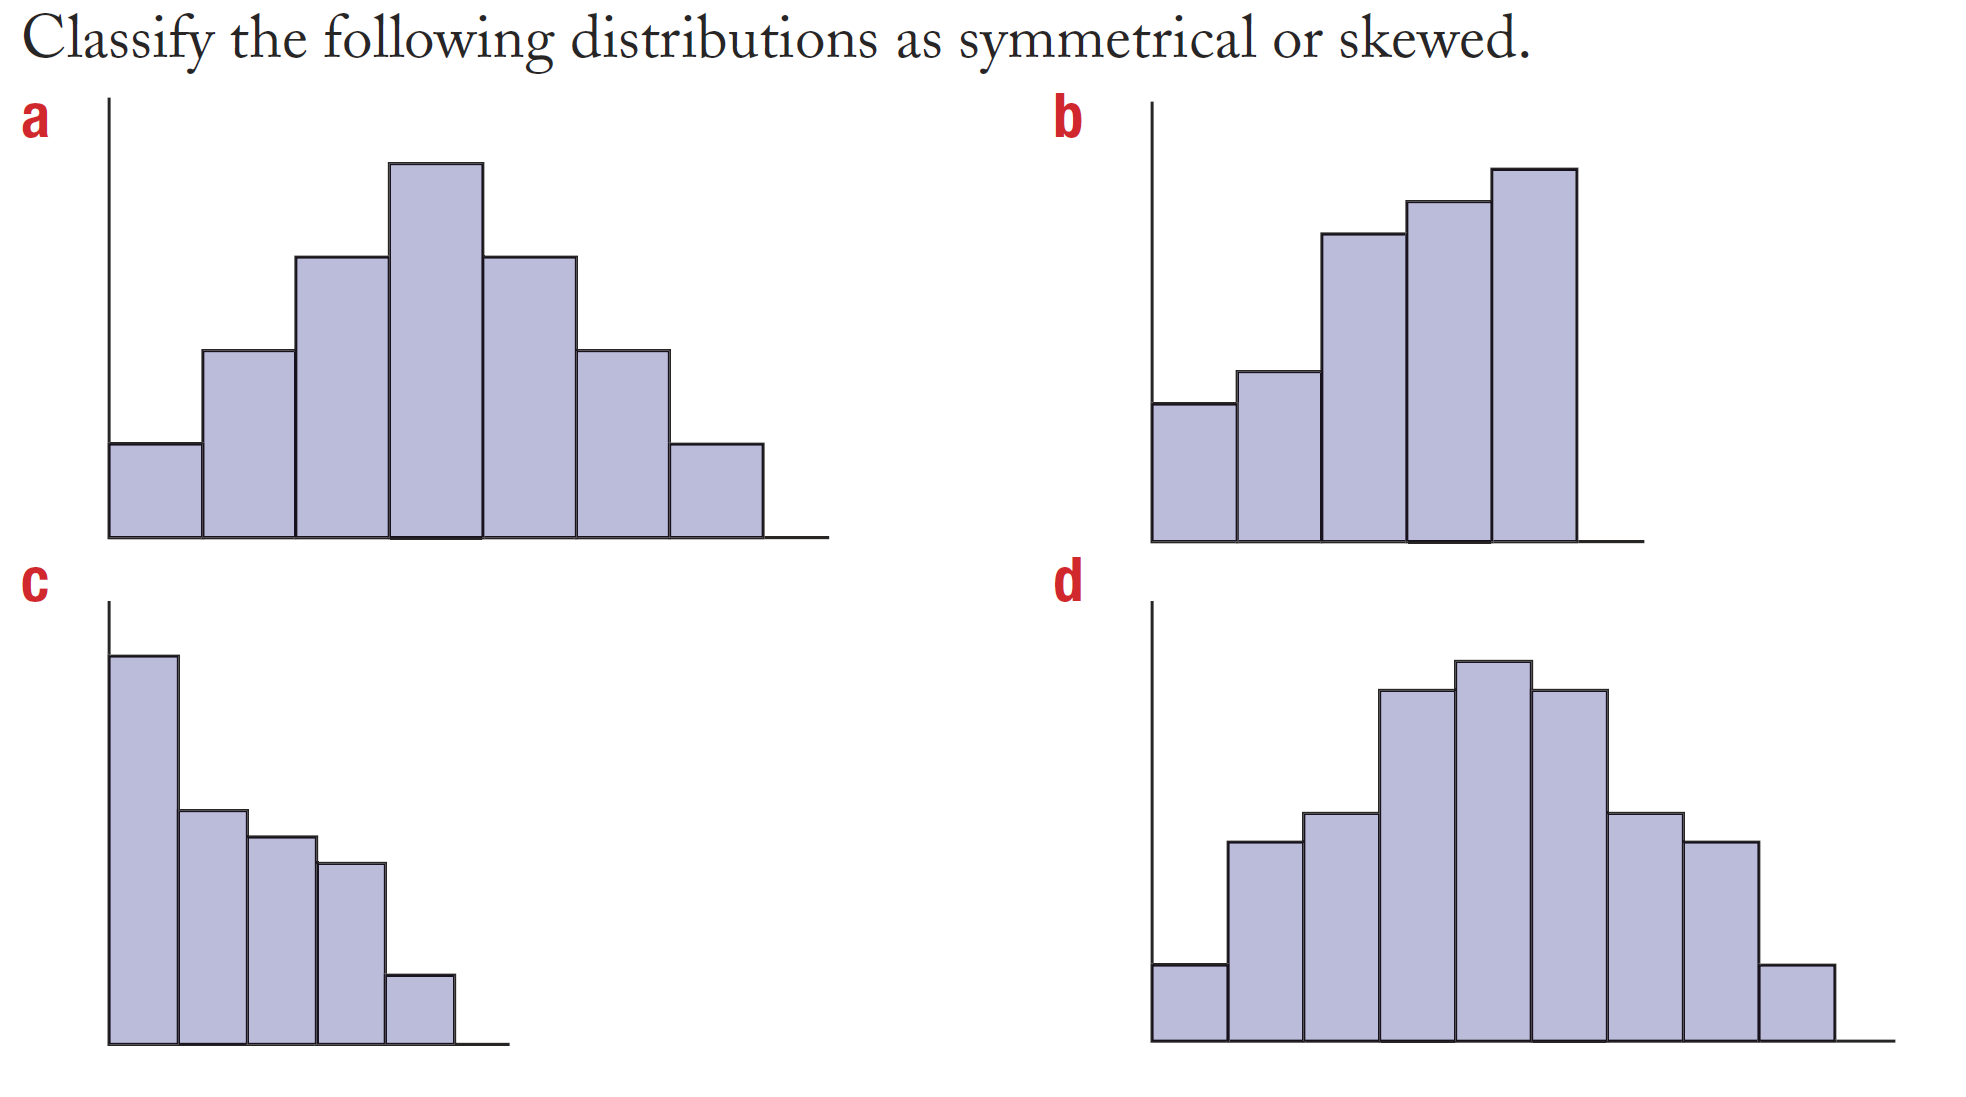 Classify the following distributions as symmetrical or skewed.
a
b
c
d